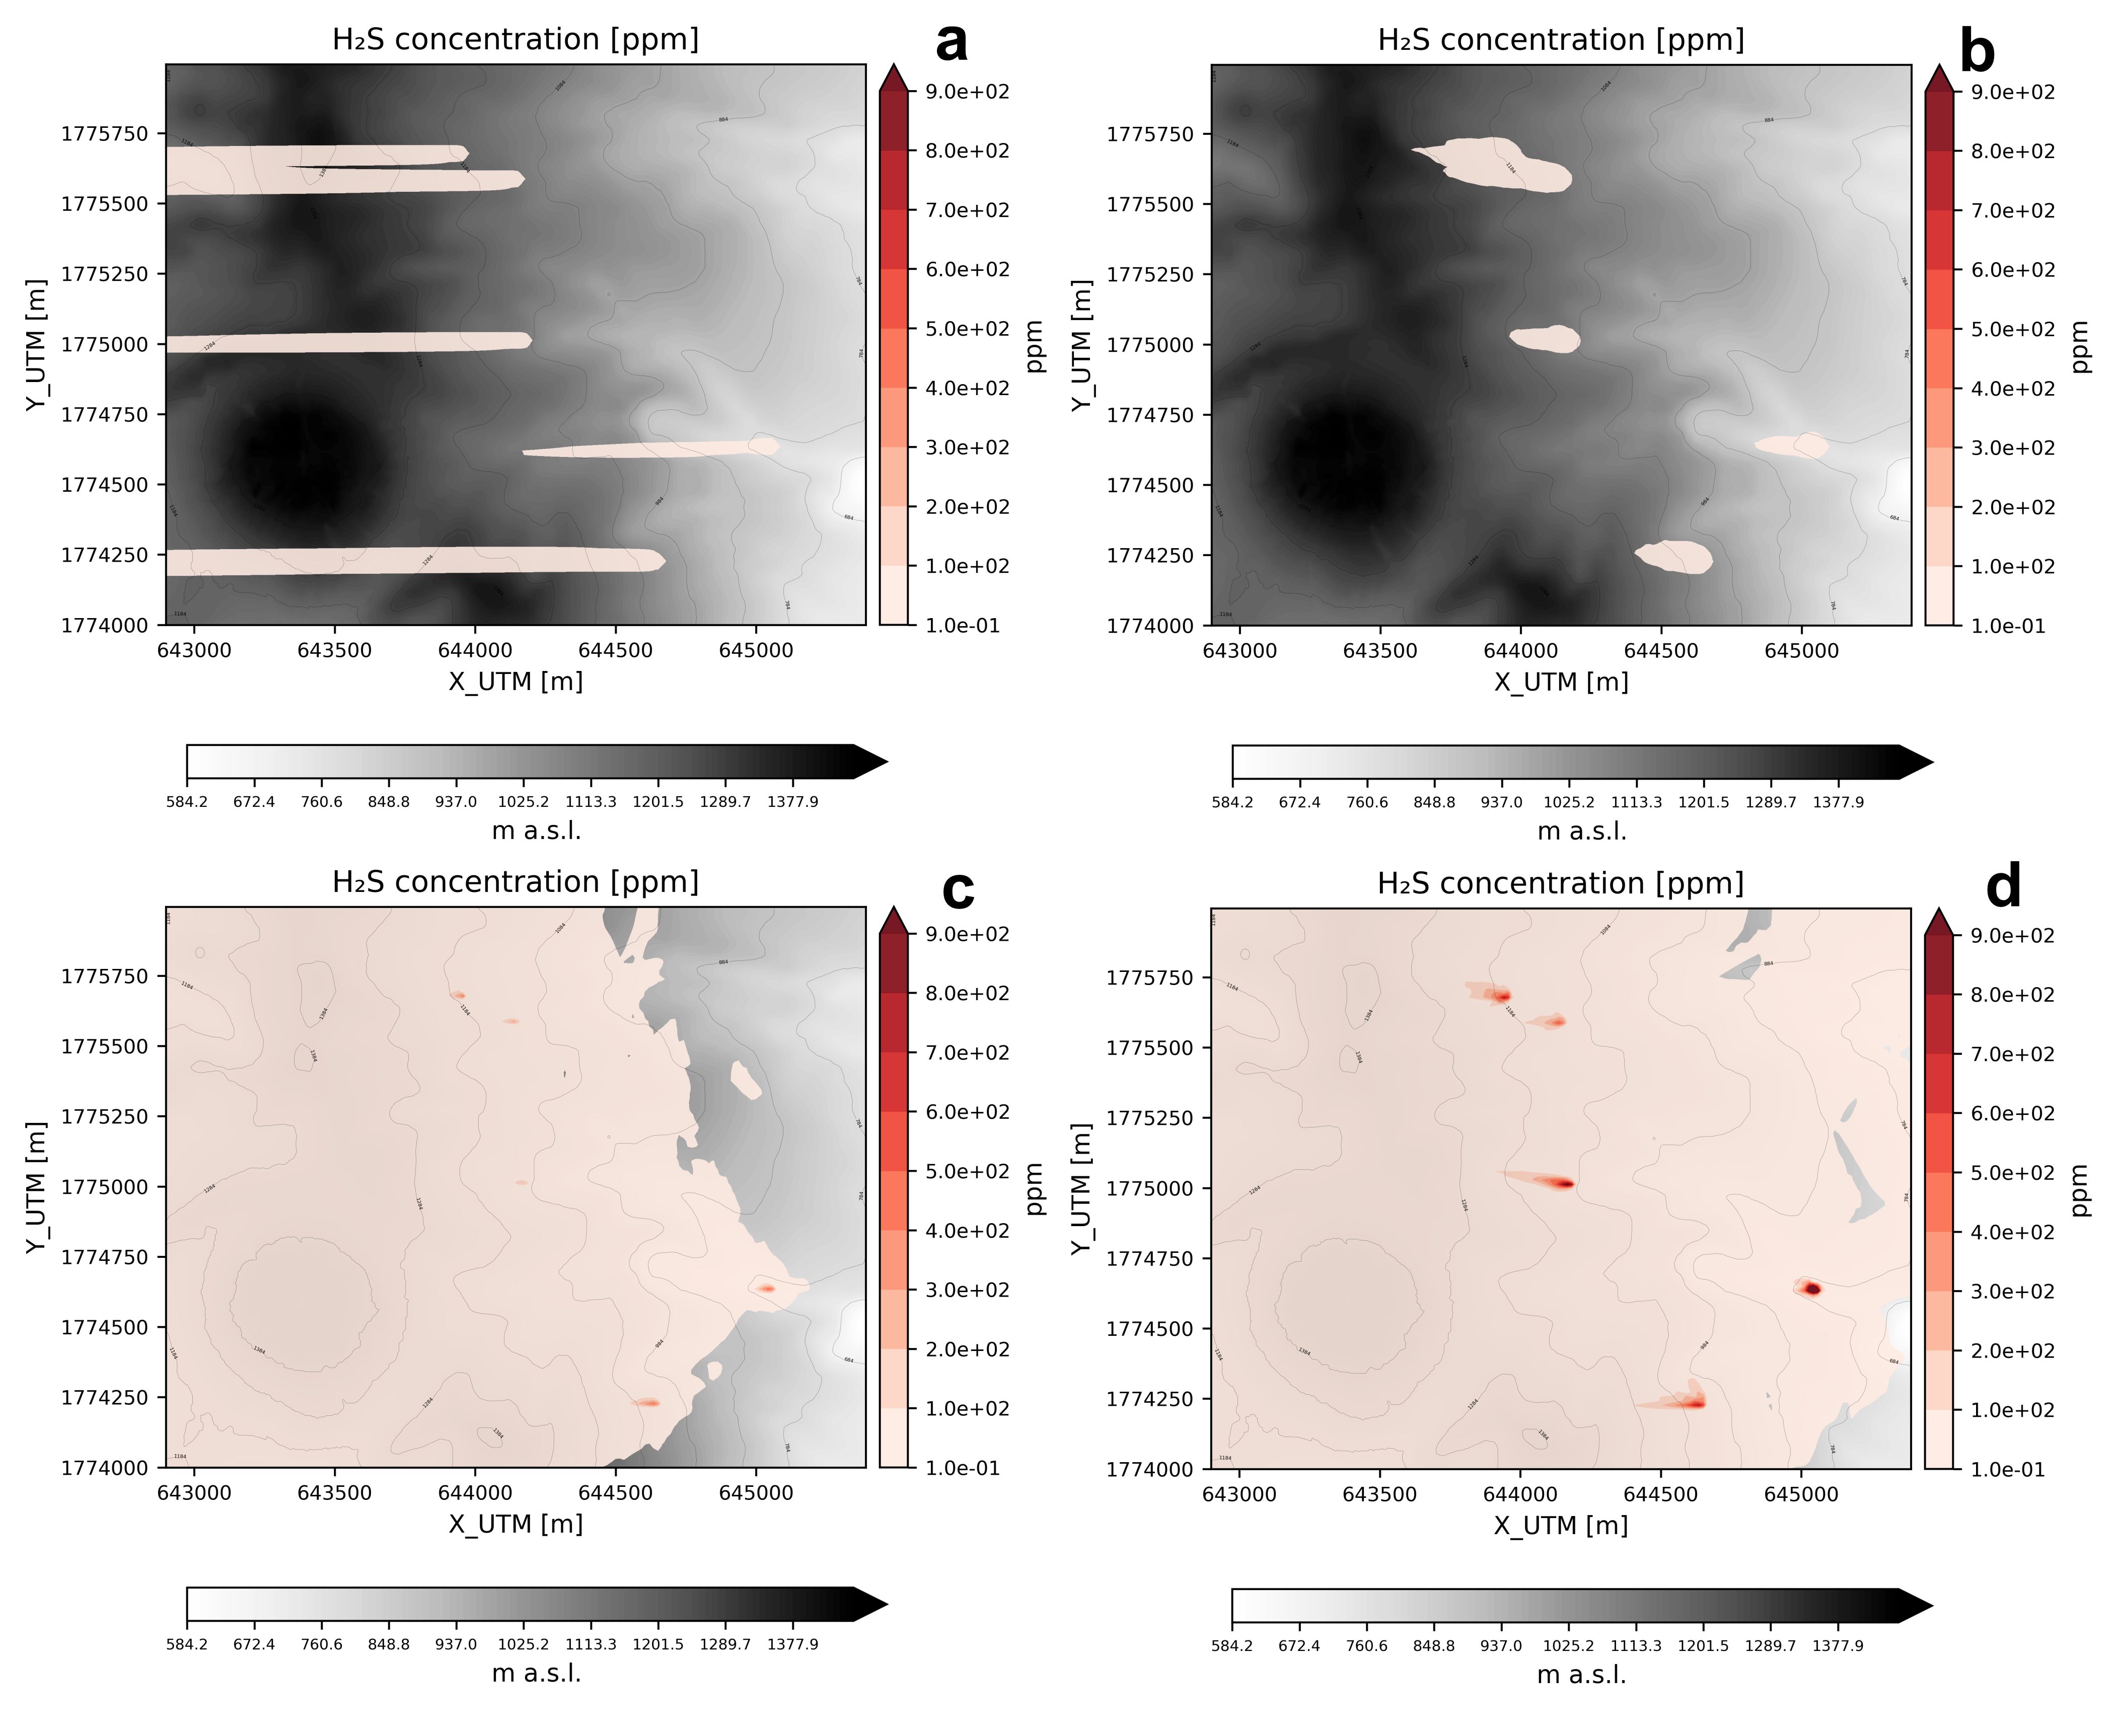 H₂S concentration [ppm]
a
9.0e+02
8.0e+02
7.0e+02
6.0e+02
5.0e+02
4.0e+02
3.0e+02
2.0e+02
1.0e+02
1.0e-01
ppm
1775750
1775500
1775250
1775000
1774750
1774500
1774250
1774000
Y_UTM [m]
643000 643500 644000 644500 645000
X_UTM [m]
584.2 672.4 760.6 848.8 937.0 1025.2 1113.3 1201.5 1289.7 1377.9
m a.s.l.
H₂S concentration [ppm]
b
9.0e+02
8.0e+02
7.0e+02
6.0e+02
5.0e+02
4.0e+02
3.0e+02
2.0e+02
1.0e+02
1.0e-01
ppm
1775750
1775500
1775250
1775000
1774750
1774500
1774250
1774000
Y_UTM [m]
643000 643500 644000 644500 645000
X_UTM [m]
584.2 672.4 760.6 848.8 937.0 1025.2 1113.3 1201.5 1289.7 1377.9
m a.s.l.
H₂S concentration [ppm]
c
9.0e+02
8.0e+02
7.0e+02
6.0e+02
5.0e+02
4.0e+02
3.0e+02
2.0e+02
1.0e+02
1.0e-01
ppm
1775750
1775500
1775250
1775000
1774750
1774500
1774250
1774000
Y_UTM [m]
643000 643500 644000 644500 645000
X_UTM [m]
584.2 672.4 760.6 848.8 937.0 1025.2 1113.3 1201.5 1289.7 1377.9
m a.s.l.
H₂S concentration [ppm]
d
9.0e+02
8.0e+02
7.0e+02
6.0e+02
5.0e+02
4.0e+02
3.0e+02
2.0e+02
1.0e+02
1.0e-01
ppm
1775750
1775500
1775250
1775000
1774750
1774500
1774250
1774000
Y_UTM [m]
643000 643500 644000 644500 645000
X_UTM [m]
584.2 672.4 760.6 848.8 937.0 1025.2 1113.3 1201.5 1289.7 1377.9
m a.s.l.